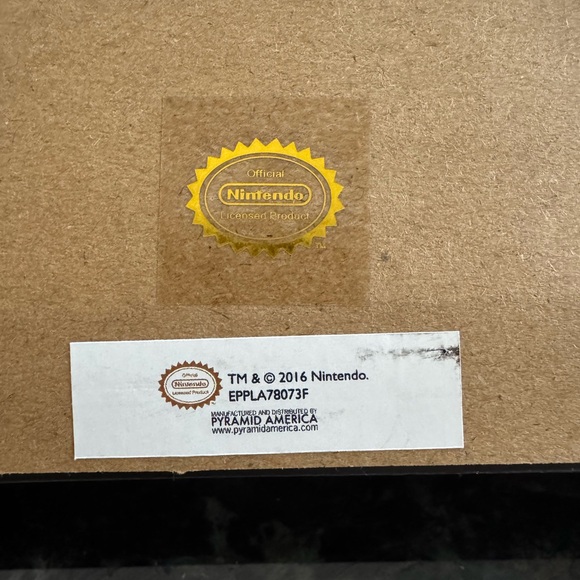 Official
Nintendo
Licensed Product
TM
Official
Nintendo
Licensed Product
TM & © 2016 Nintendo.
EPPLA78073F
MANUFACTURED AND DISTRIBUTED BY
PYRAMID AMERICA
www.pyramidamerica.com